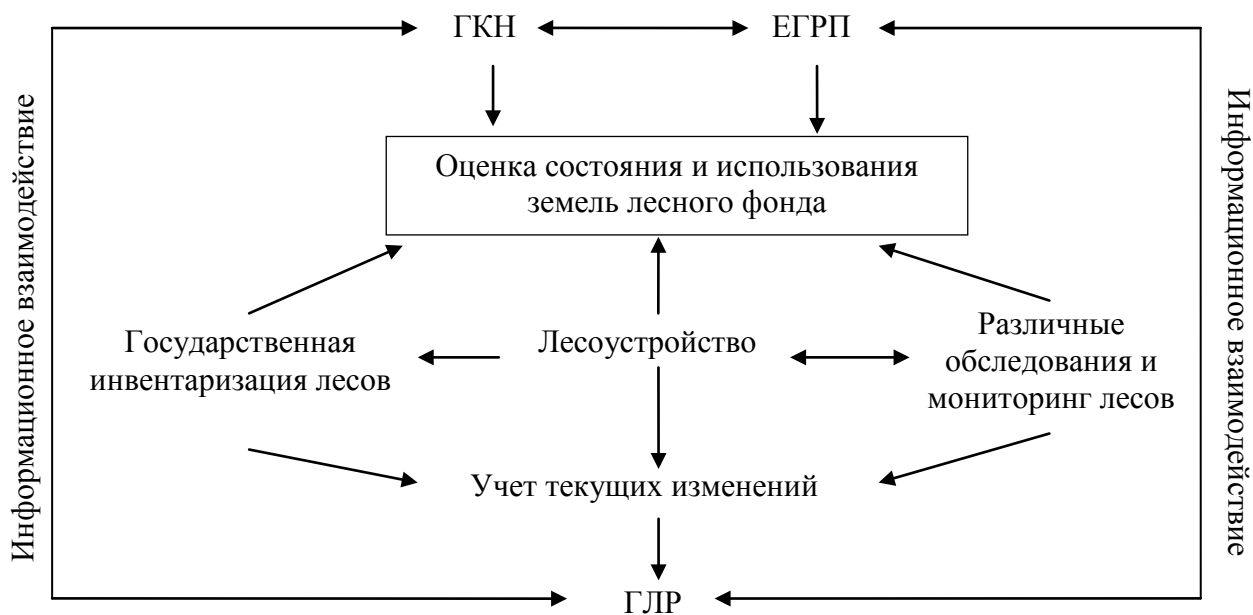 ГКН
ЕГРП
Информационное взаимодействие
Оценка состояния и использования
земель лесного фонда
Государственная
инвентаризация лесов
Лесоустройство
Различные
обследования и
мониторинг лесов
Учет текущих изменений
ГЛР
Информационное взаимодействие